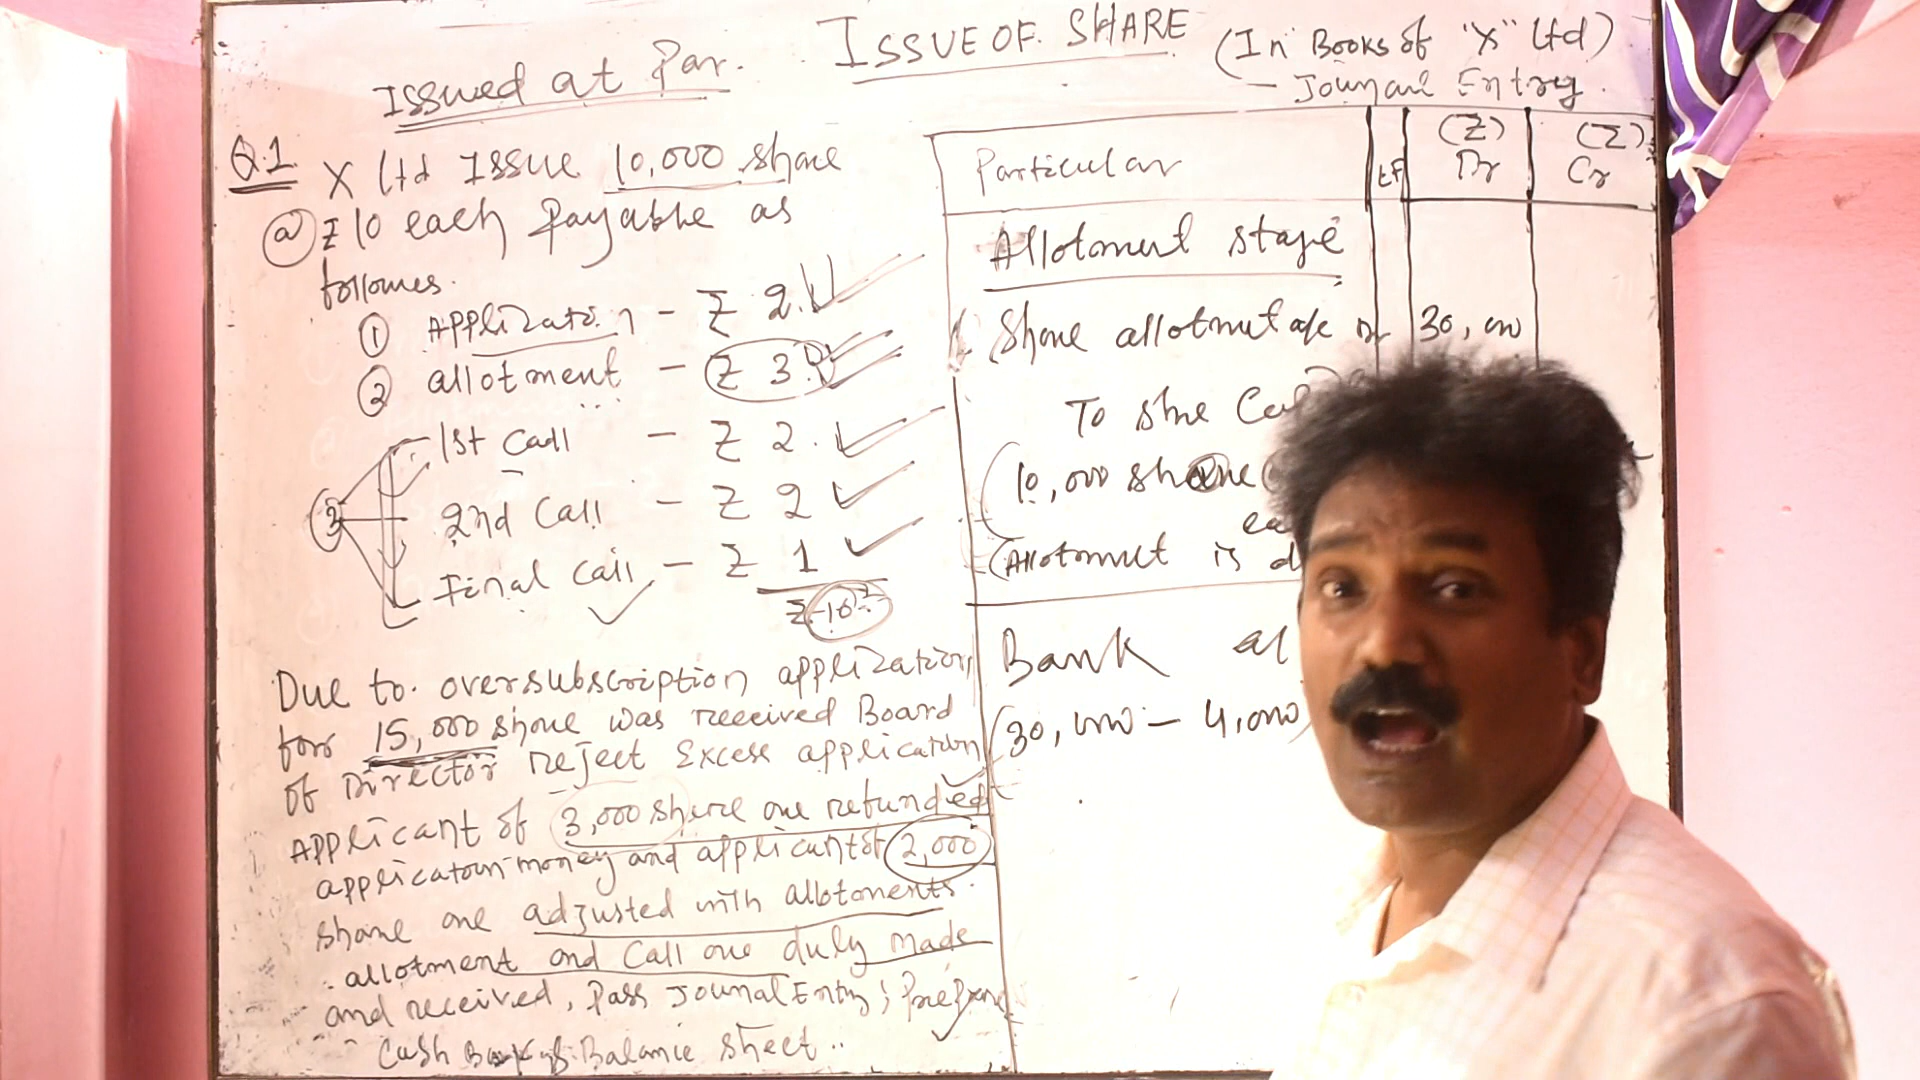 ISSUE OF SHARE
Issued at Par.
(In Books of "X" Ltd)
- Journal Entry.
Q.1 X Ltd Issue 10,000 share
@ ₹10 each payable as
follows.
① Application - ₹ 2.
② allotment - ₹ 3.
③
1st Call - ₹ 2.
2nd Call - ₹ 2
Final Call - ₹ 1
₹ 10
Due to oversubscription application
for 15,000 share was received Board
of Director reject Excess application
Applicant of 3,000 share are refunded
application money and applicant of 2,000
share are adjusted with allotments.
allotment and Call are duly made
and received, Pass Journal Entry; Prepare
Cash Book & Balance sheet..
Particular LF (₹) Dr (₹) Cr
Allotment stage
Share allotment a/c Dr 30,000
To share Call
(10,000 share
(Allotment is d
Bank a/
(30,000 - 4,000)